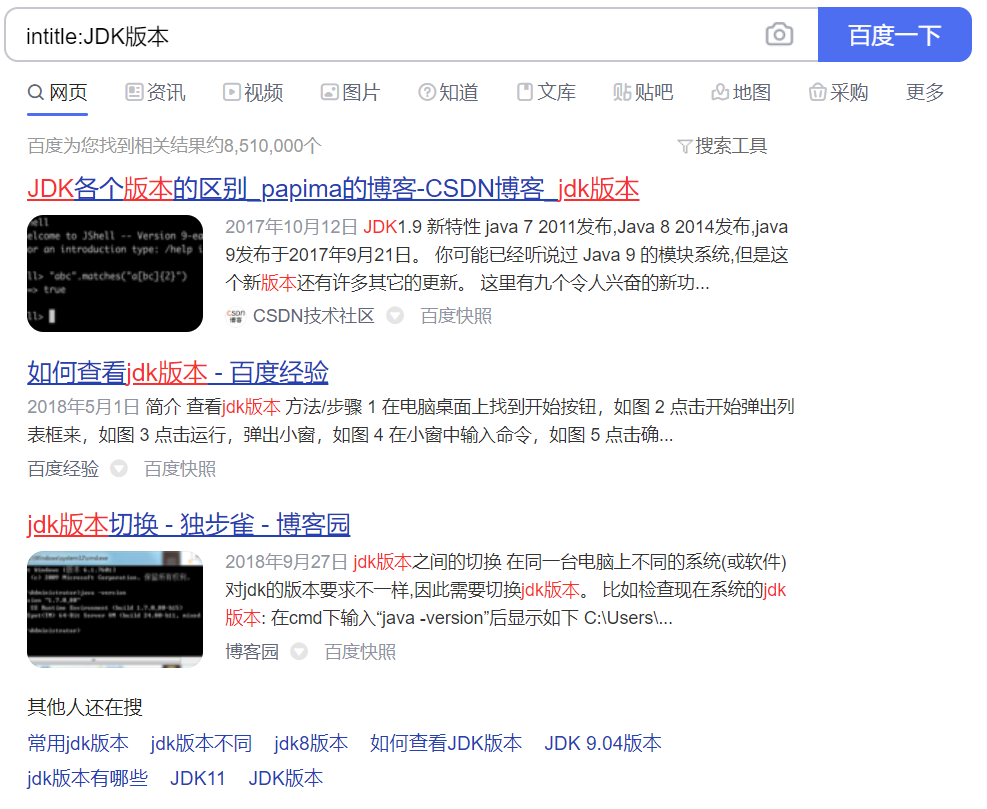 intitle:JDK版本
百度一下
网页 资讯 视频 图片 知道 文库 贴吧 地图 采购 更多
百度为您找到相关结果约8,510,000个 搜索工具
JDK各个版本的区别_papima的博客-CSDN博客_jdk版本
2017年10月12日 JDK1.9 新特性 java 7 2011发布,Java 8 2014发布,java
9发布于2017年9月21日。 你可能已经听说过 Java 9 的模块系统,但是这
个新版本还有许多其它的更新。 这里有九个令人兴奋的新功...
CSDN技术社区 百度快照
elcome to JShell -- Version 9-ea
or an introduction type: /help i
ll> "abc".matches("a[bc]{2}")
=> true
ll>
如何查看jdk版本 - 百度经验
2018年5月1日 简介 查看jdk版本 方法/步骤 1 在电脑桌面上找到开始按钮，如图 2 点击开始弹出列
表框来，如图 3 点击运行，弹出小窗，如图 4 在小窗中输入命令，如图 5 点击确...
百度经验 百度快照
jdk版本切换 - 独步雀 - 博客园
2018年9月27日 jdk版本之间的切换 在同一台电脑上不同的系统(或软件)
对jdk的版本要求不一样,因此需要切换jdk版本。 比如检查现在系统的jdk
版本: 在cmd下输入“java -version”后显示如下 C:\Users\...
博客园 百度快照
其他人还在搜
常用jdk版本 jdk版本不同 jdk8版本 如何查看JDK版本 JDK 9.04版本
jdk版本有哪些 JDK11 JDK版本